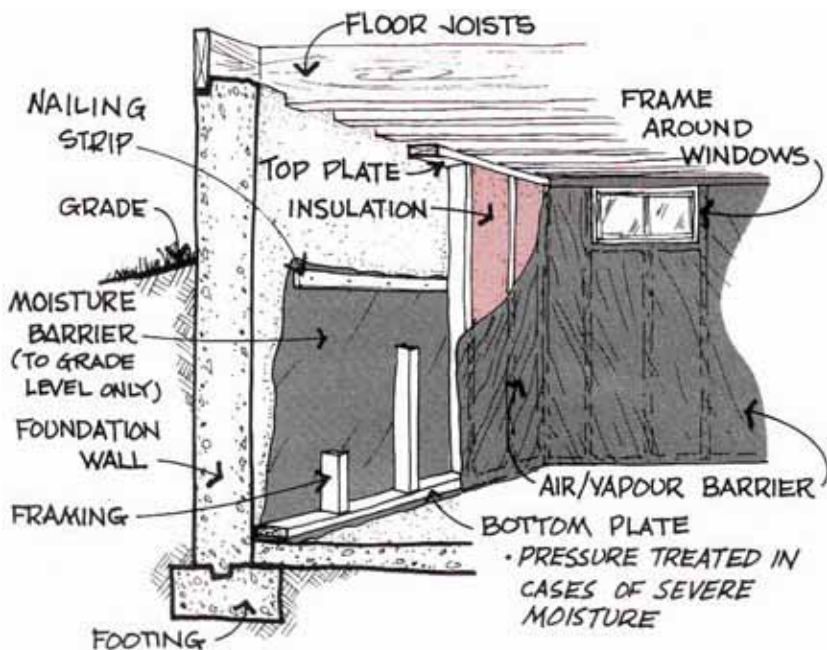 FLOOR JOISTS
NAILING
STRIP
FRAME
AROUND
WINDOWS
TOP PLATE
INSULATION
GRADE
MOISTURE
BARRIER
(TO GRADE
LEVEL ONLY)
FOUNDATION
WALL
FRAMING
AIR/VAPOUR BARRIER
BOTTOM PLATE
• PRESSURE TREATED IN
CASES OF SEVERE
MOISTURE
FOOTING